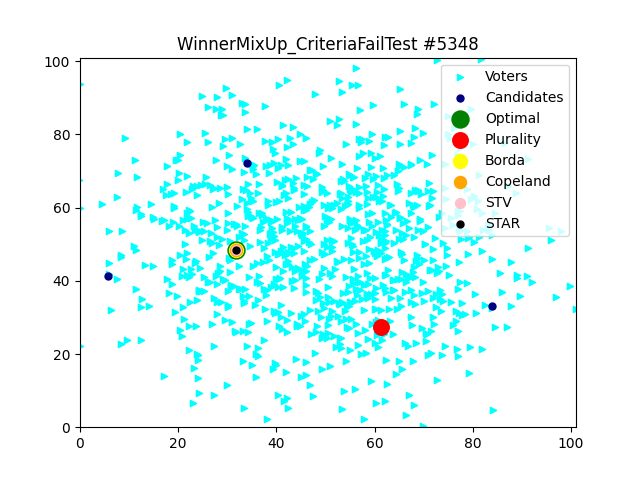 WinnerMixUp_CriteriaFailTest #5348
100
80
60
40
20
0
0 20 40 60 80 100
Voters
Candidates
Optimal
Plurality
Borda
Copeland
STV
STAR